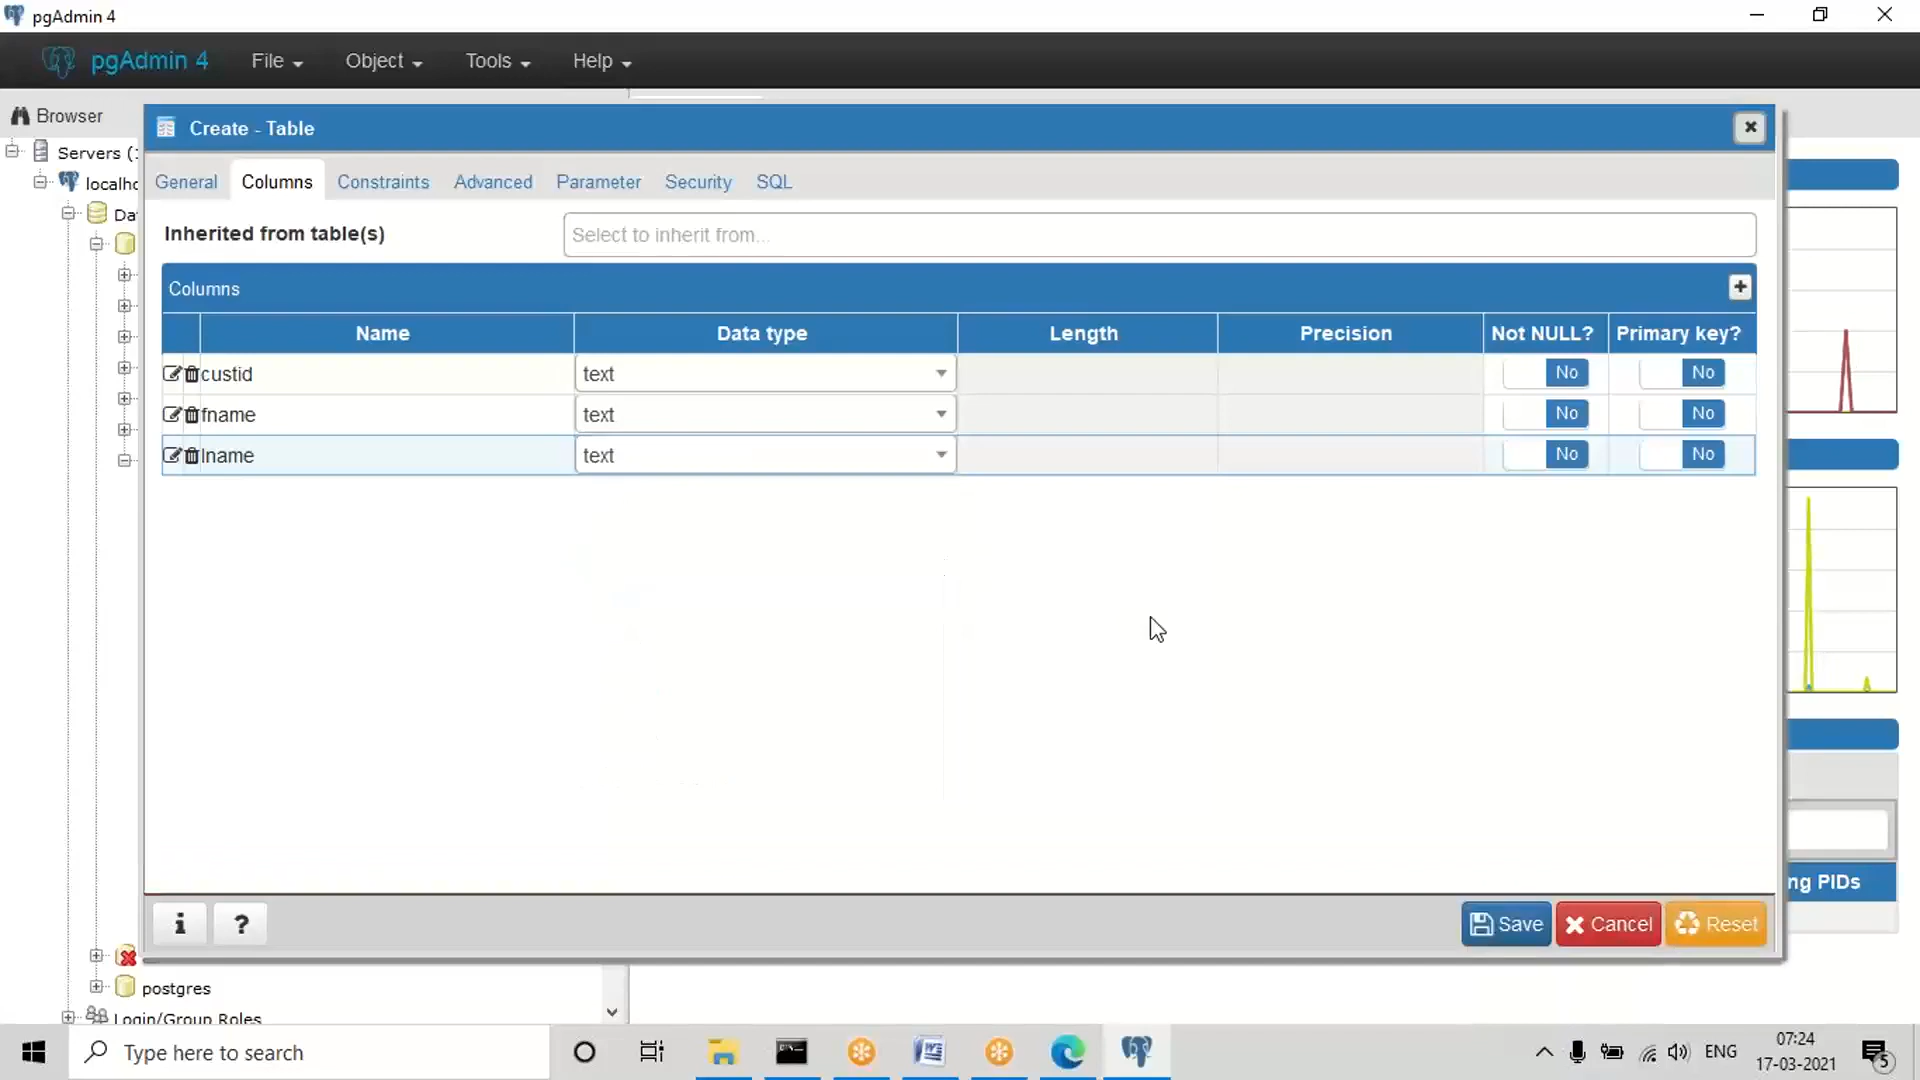 pgAdmin 4
pgAdmin 4 File Object Tools Help
Browser
Create - Table
Servers (
localho
Da
General Columns Constraints Advanced Parameter Security SQL
Inherited from table(s) Select to inherit from...
Columns
Name Data type Length Precision Not NULL? Primary key?
custid text No No
fname text No No
lname text No No
ng PIDs
i ? Save Cancel Reset
postgres
Login/Group Roles
Type here to search
ENG
07:24
17-03-2021
5